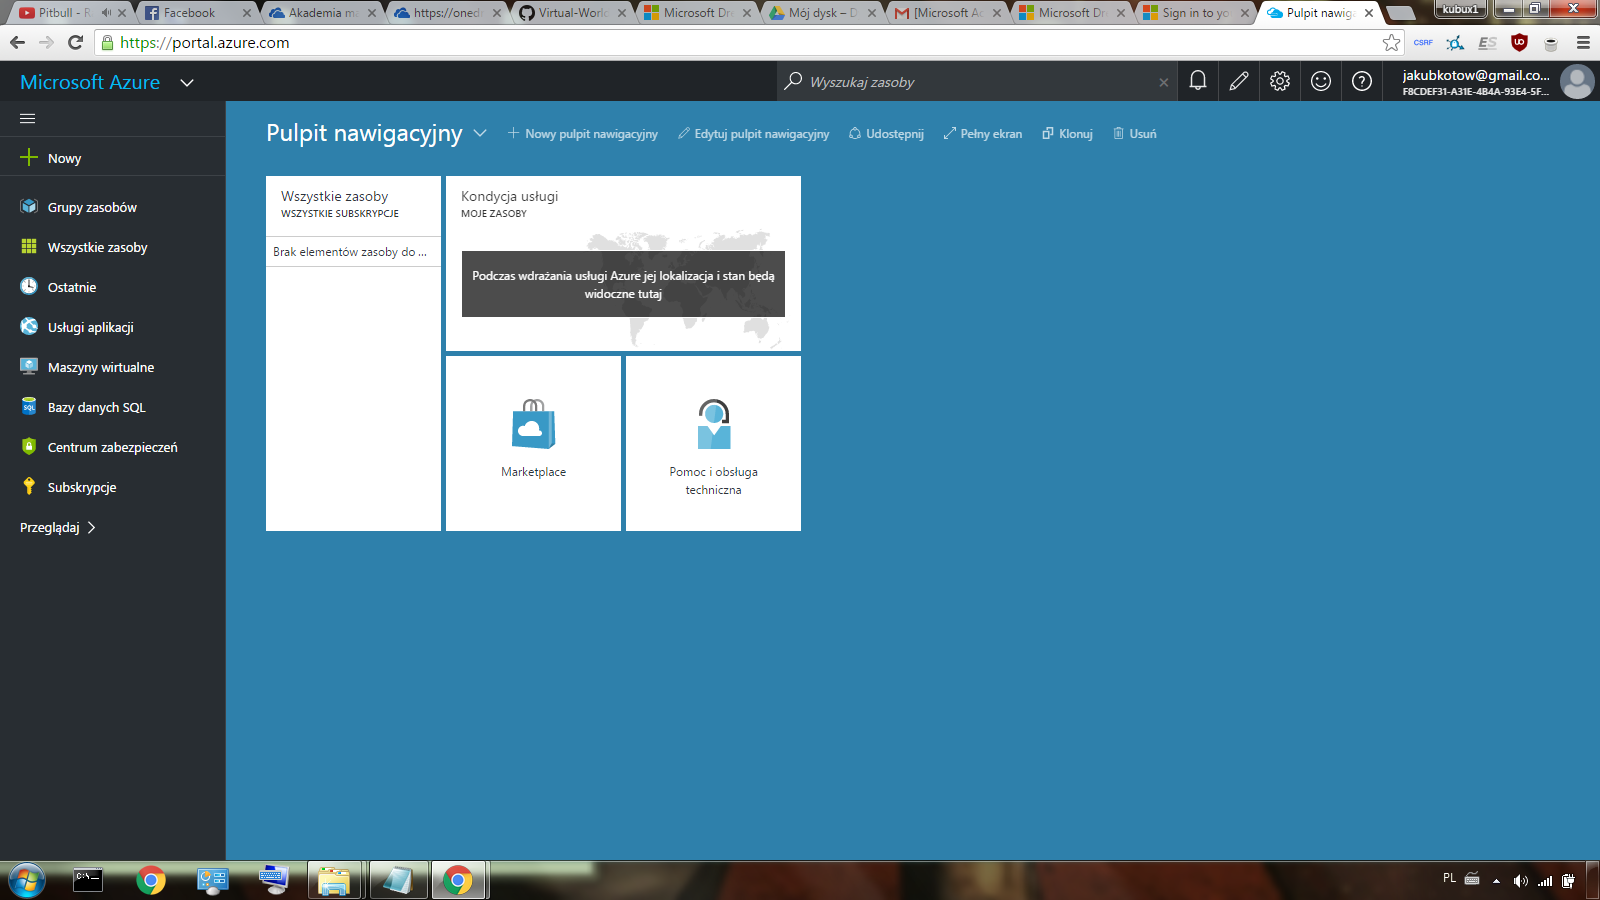 Pitbull - R
Facebook
Akademia m
https://oned
Virtual-World
Microsoft Dr
Mój dysk – D
[Microsoft Ac
Microsoft Dr
Sign in to yo
Pulpit nawig
kubux1
https://portal.azure.com
CSRF
ES
Microsoft Azure
Wyszukaj zasoby
jakubkotow@gmail.co...
F8CDEF31-A31E-4B4A-93E4-5F...
Pulpit nawigacyjny
Nowy pulpit nawigacyjny
Edytuj pulpit nawigacyjny
Udostępnij
Pełny ekran
Klonuj
Usuń
Nowy
Grupy zasobów
Wszystkie zasoby
Ostatnie
Usługi aplikacji
Maszyny wirtualne
SQL
Bazy danych SQL
Centrum zabezpieczeń
Subskrypcje
Przeglądaj
Wszystkie zasoby
WSZYSTKIE SUBSKRYPCJE
Brak elementów zasoby do ...
Kondycja usługi
MOJE ZASOBY
Podczas wdrażania usługi Azure jej lokalizacja i stan będą
widoczne tutaj
Marketplace
Pomoc i obsługa
techniczna
C:\_
PL